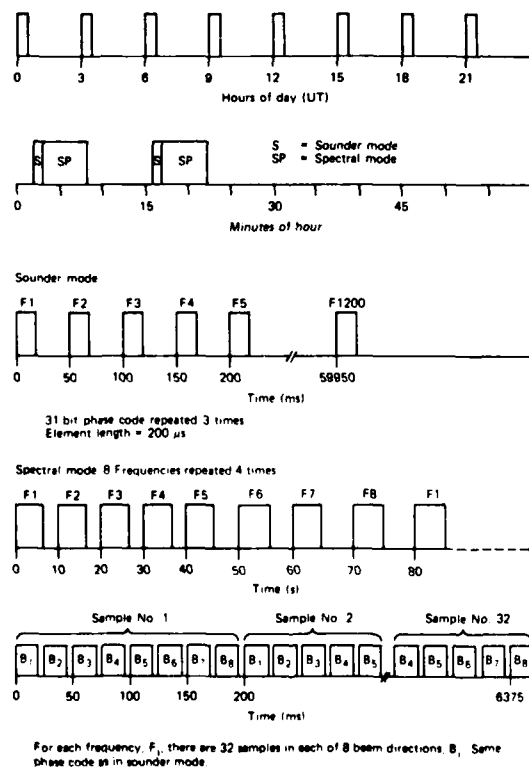 0 3 6 9 12 15 18 21
Hours of day (UT)
S = Sounder mode
SP = Spectral mode
S SP S SP
0 15 30 45
Minutes of hour
Sounder mode
F1 F2 F3 F4 F5 F1200
0 50 100 150 200 59950
Time (ms)
31 bit phase code repeated 3 times
Element length = 200 µs
Spectral mode 8 Frequencies repeated 4 times
F1 F2 F3 F4 F5 F6 F7 F8 F1
0 10 20 30 40 50 60 70 80
Time (s)
Sample No. 1 Sample No. 2 Sample No. 32
B1 B2 B3 B4 B5 B6 B7 B8 B1 B2 B3 B4 B5 B4 B5 B6 B7 B8
0 50 100 150 200 6375
Time (ms)
For each frequency, Fi, there are 32 samples in each of 8 beam directions, Bi. Same
phase code as in sounder mode.